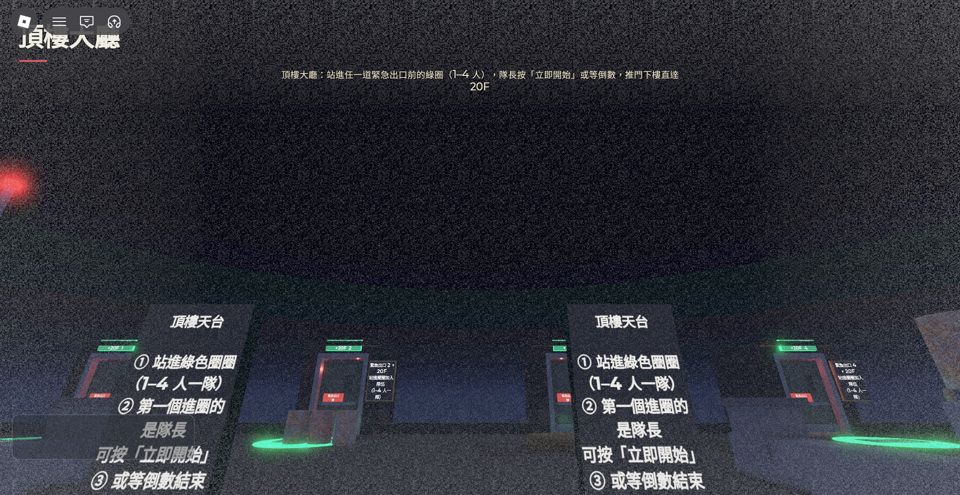 頂樓大廳
頂樓大廳：站進任一道緊急出口前的綠圈（1–4 人），隊長按「立即開始」或等倒數，推門下樓直達
20F
頂樓天台
① 站進綠色圈圈
（1–4 人一隊）
② 第一個進圈的
是隊長
可按「立即開始」
③ 或等倒數結束
頂樓天台
① 站進綠色圈圈
（1–4 人一隊）
② 第一個進圈的
是隊長
可按「立即開始」
③ 或等倒數結束